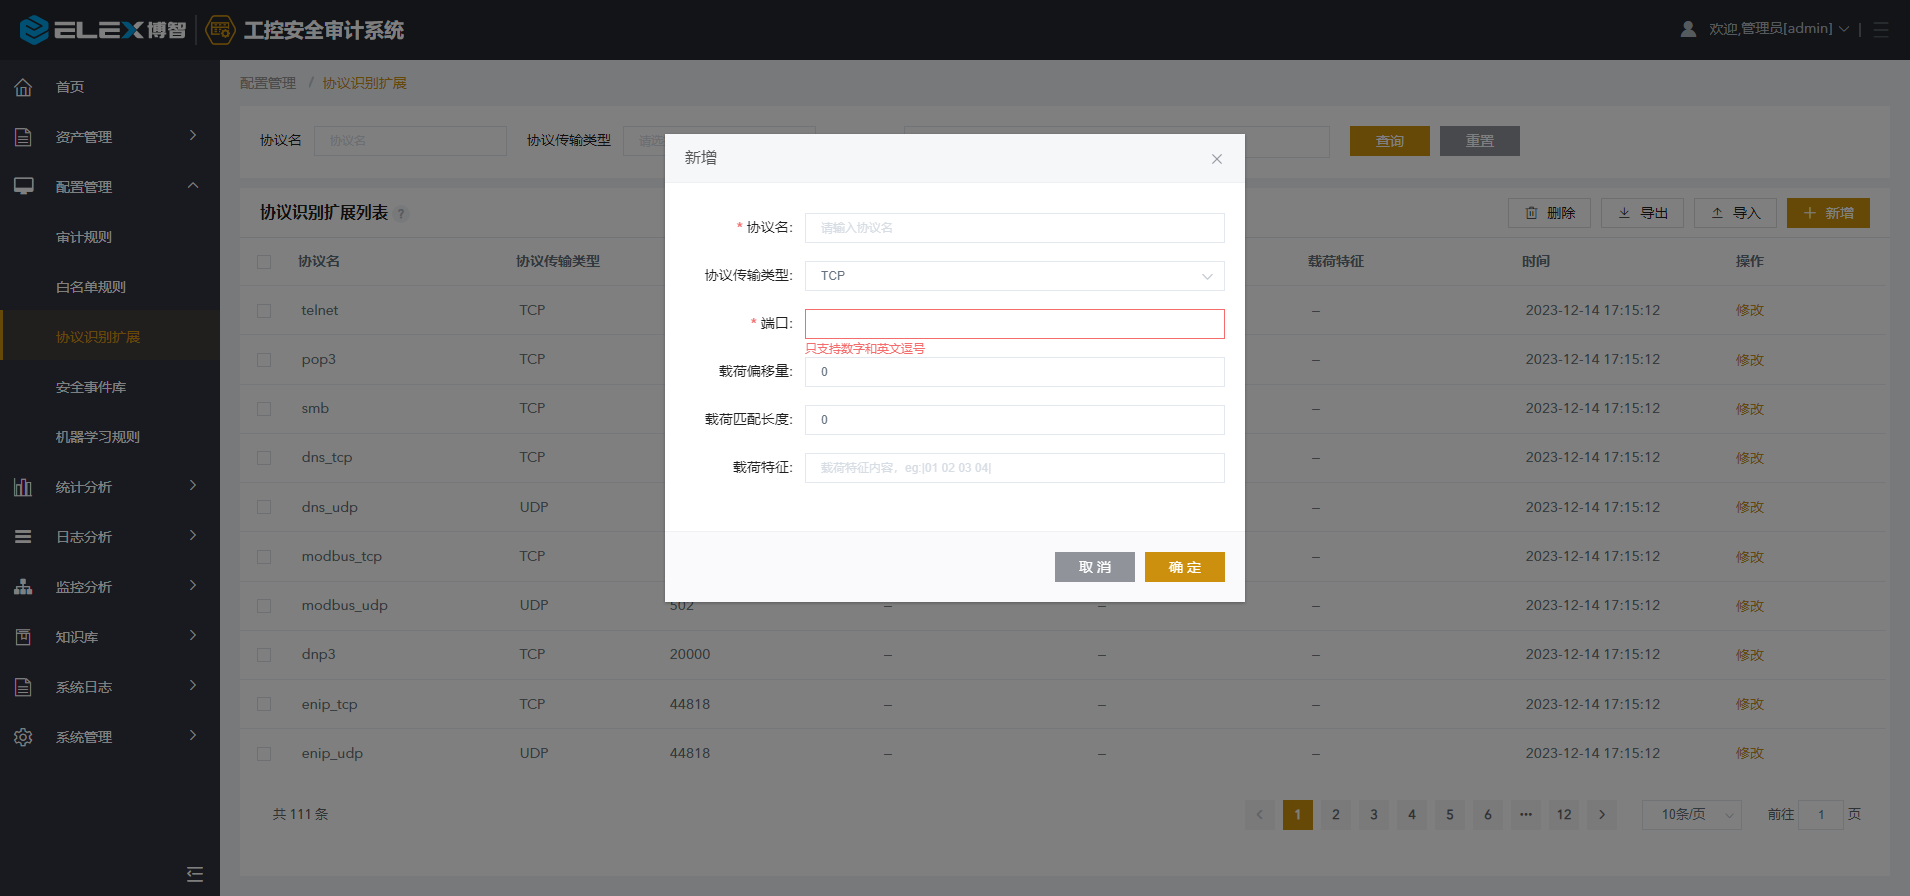 ELEX博智 工控安全审计系统
欢迎,管理员[admin]
首页
资产管理
配置管理
审计规则
白名单规则
协议识别扩展
安全事件库
机器学习规则
统计分析
日志分析
监控分析
知识库
系统日志
系统管理
配置管理 / 协议识别扩展
协议名 协议名 协议传输类型 查询 重置
协议识别扩展列表 ? 删除 导出 导入 新增
协议名 协议传输类型 载荷特征 时间 操作
telnet TCP – 2023-12-14 17:15:12 修改
pop3 TCP – 2023-12-14 17:15:12 修改
smb TCP – 2023-12-14 17:15:12 修改
dns_tcp TCP – 2023-12-14 17:15:12 修改
dns_udp UDP – 2023-12-14 17:15:12 修改
modbus_tcp TCP – 2023-12-14 17:15:12 修改
modbus_udp UDP 502 – – – 2023-12-14 17:15:12 修改
dnp3 TCP 20000 – – – 2023-12-14 17:15:12 修改
enip_tcp TCP 44818 – – – 2023-12-14 17:15:12 修改
enip_udp UDP 44818 – – – 2023-12-14 17:15:12 修改
共 111 条 1 2 3 4 5 6 ••• 12 10条/页 前往 1 页
新增
* 协议名: 请输入协议名
协议传输类型: TCP
* 端口:
只支持数字和英文逗号
载荷偏移量: 0
载荷匹配长度: 0
载荷特征: 载荷特征内容，eg:|01 02 03 04|
取消 确定